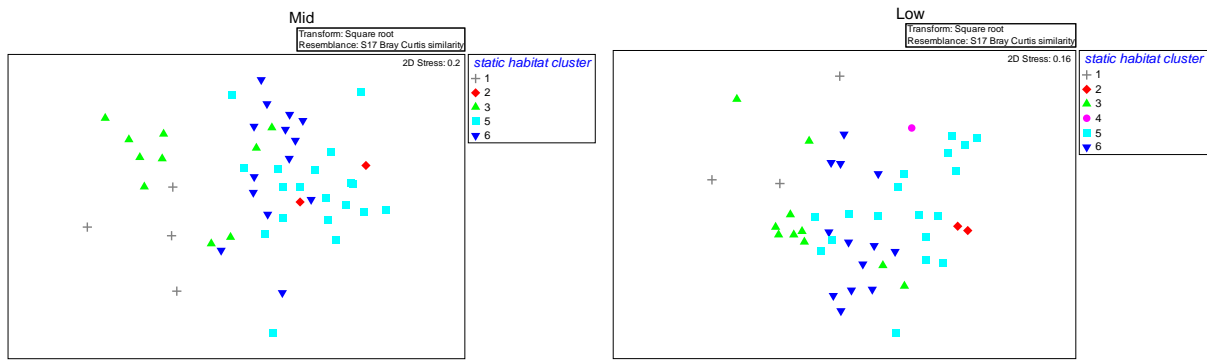 Mid
Transform: Square root
Resemblance: S17 Bray Curtis similarity
2D Stress: 0.2
static habitat cluster
1
2
3
5
6
Low
Transform: Square root
Resemblance: S17 Bray Curtis similarity
2D Stress: 0.16
static habitat cluster
1
2
3
4
5
6